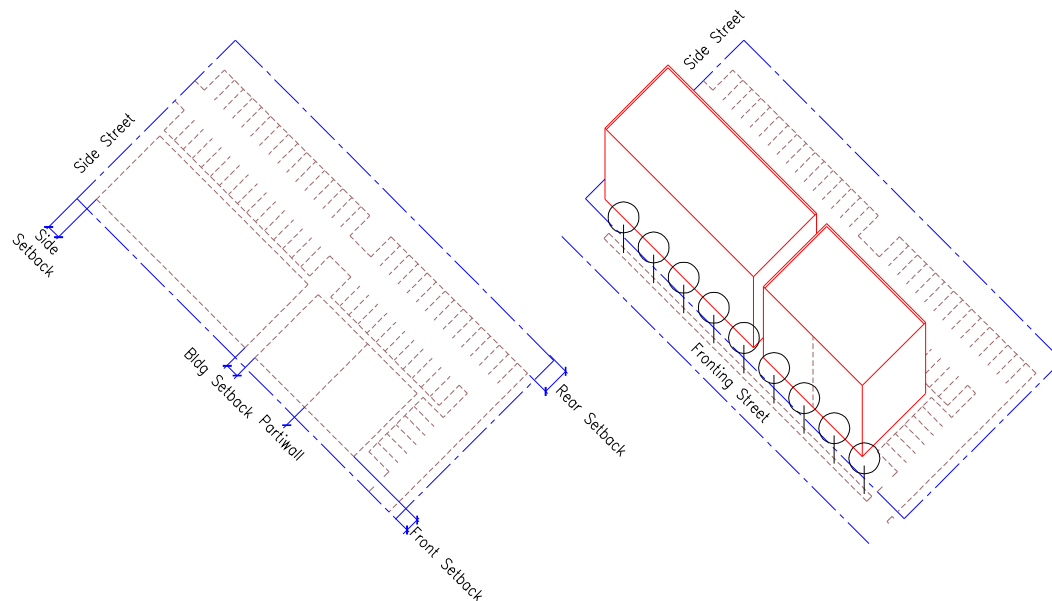 Side Street
Side
Setback
Bldg Setback
Partiwall
Rear Setback
Front Setback
Side Street
Fronting Street